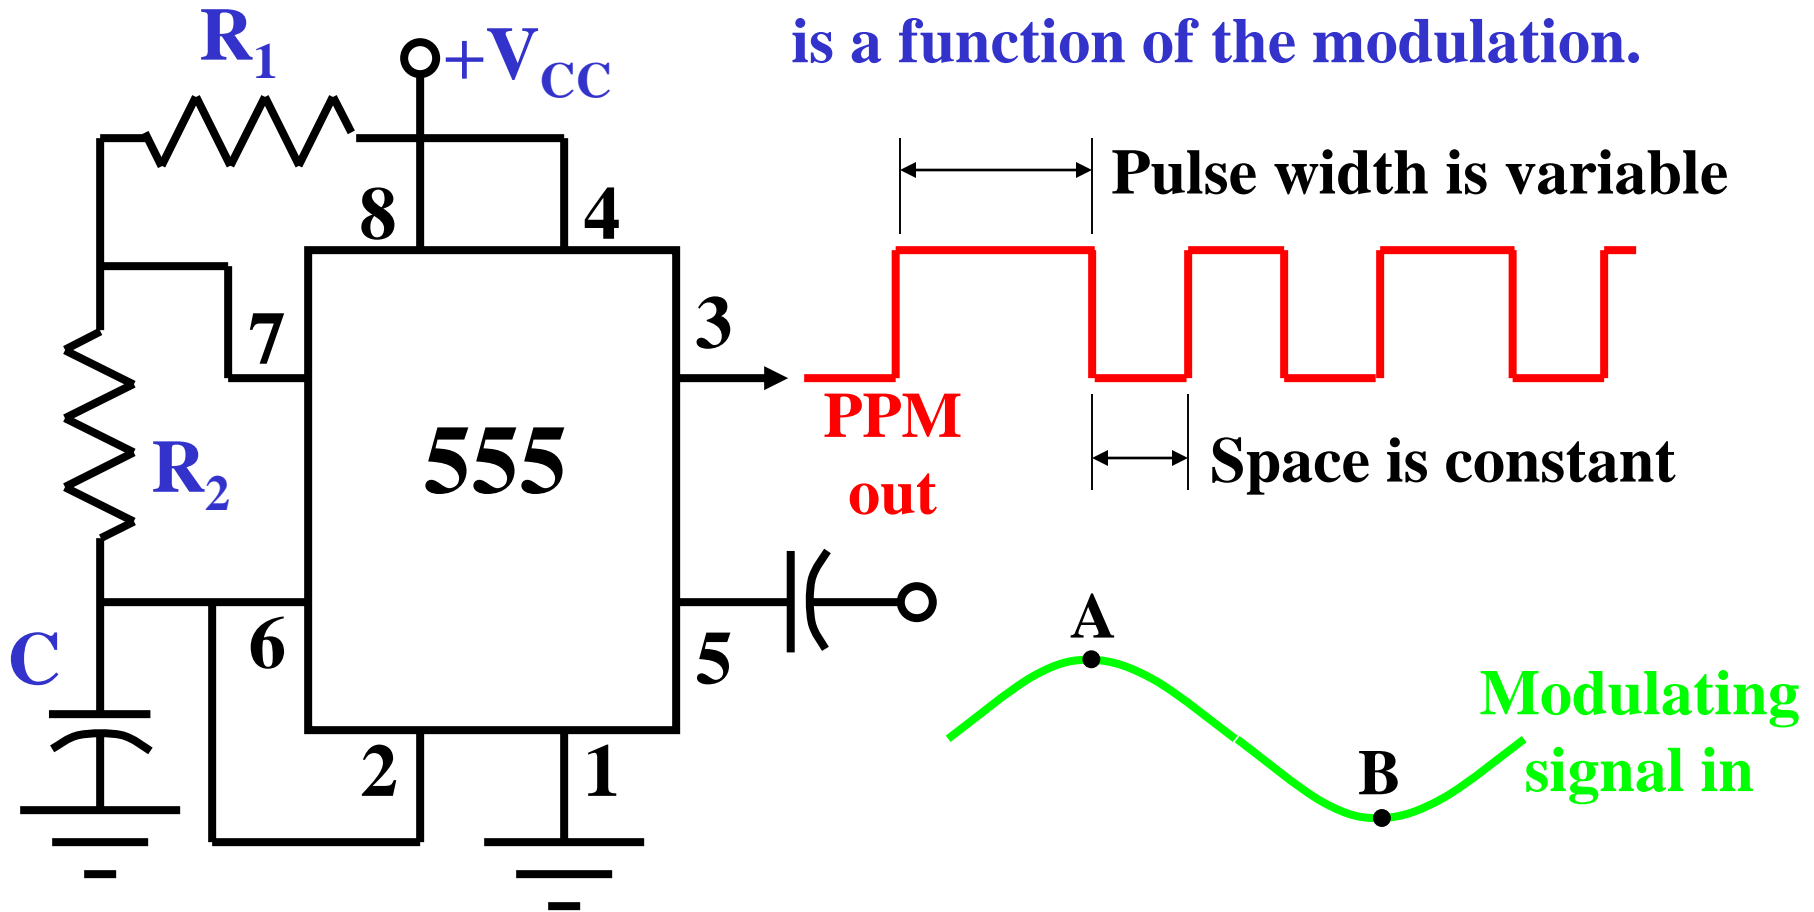 is a function of the modulation.
R1
+VCC
Pulse width is variable
8
4
7
3
555
PPM
out
Space is constant
R2
6
5
C
2
1
A
B
Modulating
signal in